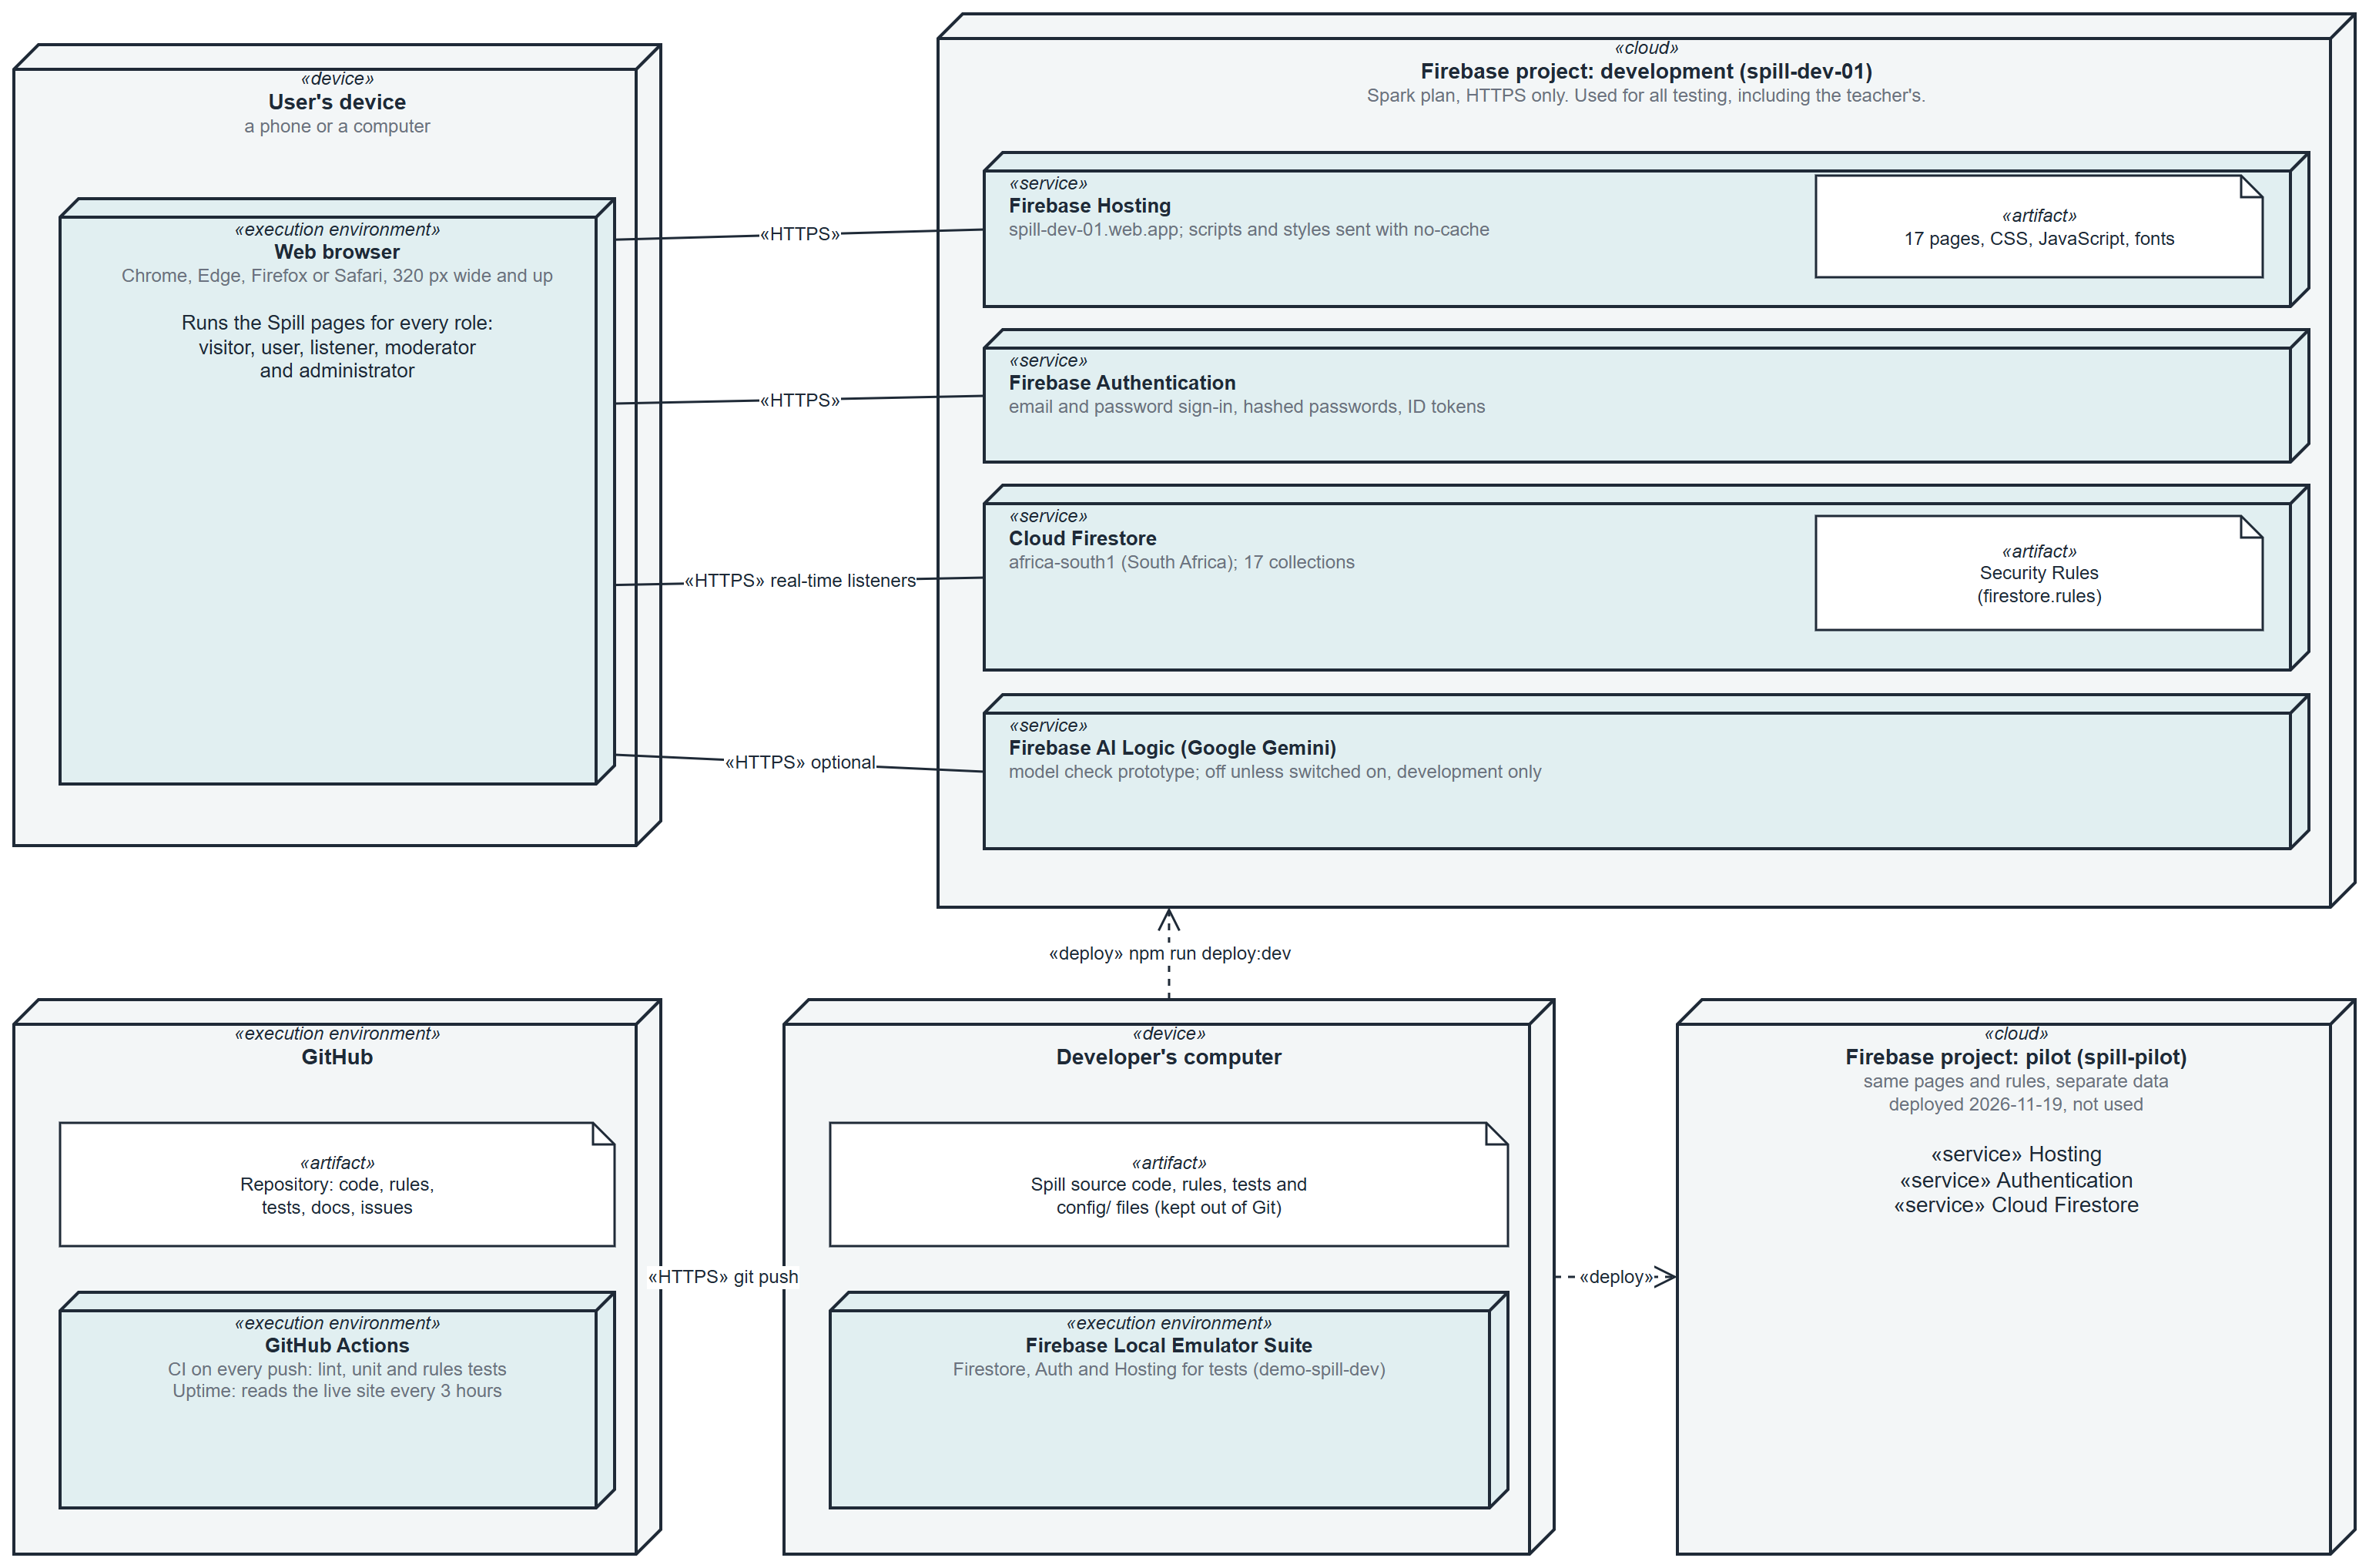 «device»
User's device
a phone or a computer
«execution environment»
Web browser
Chrome, Edge, Firefox or Safari, 320 px wide and up
Runs the Spill pages for every role:
visitor, user, listener, moderator
and administrator
«HTTPS»
«HTTPS»
«HTTPS» real-time listeners
«HTTPS» optional
«cloud»
Firebase project: development (spill-dev-01)
Spark plan, HTTPS only. Used for all testing, including the teacher's.
«service»
Firebase Hosting
spill-dev-01.web.app; scripts and styles sent with no-cache
«artifact»
17 pages, CSS, JavaScript, fonts
«service»
Firebase Authentication
email and password sign-in, hashed passwords, ID tokens
«service»
Cloud Firestore
africa-south1 (South Africa); 17 collections
«artifact»
Security Rules
(firestore.rules)
«service»
Firebase AI Logic (Google Gemini)
model check prototype; off unless switched on, development only
«deploy» npm run deploy:dev
«execution environment»
GitHub
«artifact»
Repository: code, rules,
tests, docs, issues
«execution environment»
GitHub Actions
CI on every push: lint, unit and rules tests
Uptime: reads the live site every 3 hours
«HTTPS» git push
«device»
Developer's computer
«artifact»
Spill source code, rules, tests and
config/ files (kept out of Git)
«execution environment»
Firebase Local Emulator Suite
Firestore, Auth and Hosting for tests (demo-spill-dev)
«deploy»
«cloud»
Firebase project: pilot (spill-pilot)
same pages and rules, separate data
deployed 2026-11-19, not used
«service» Hosting
«service» Authentication
«service» Cloud Firestore